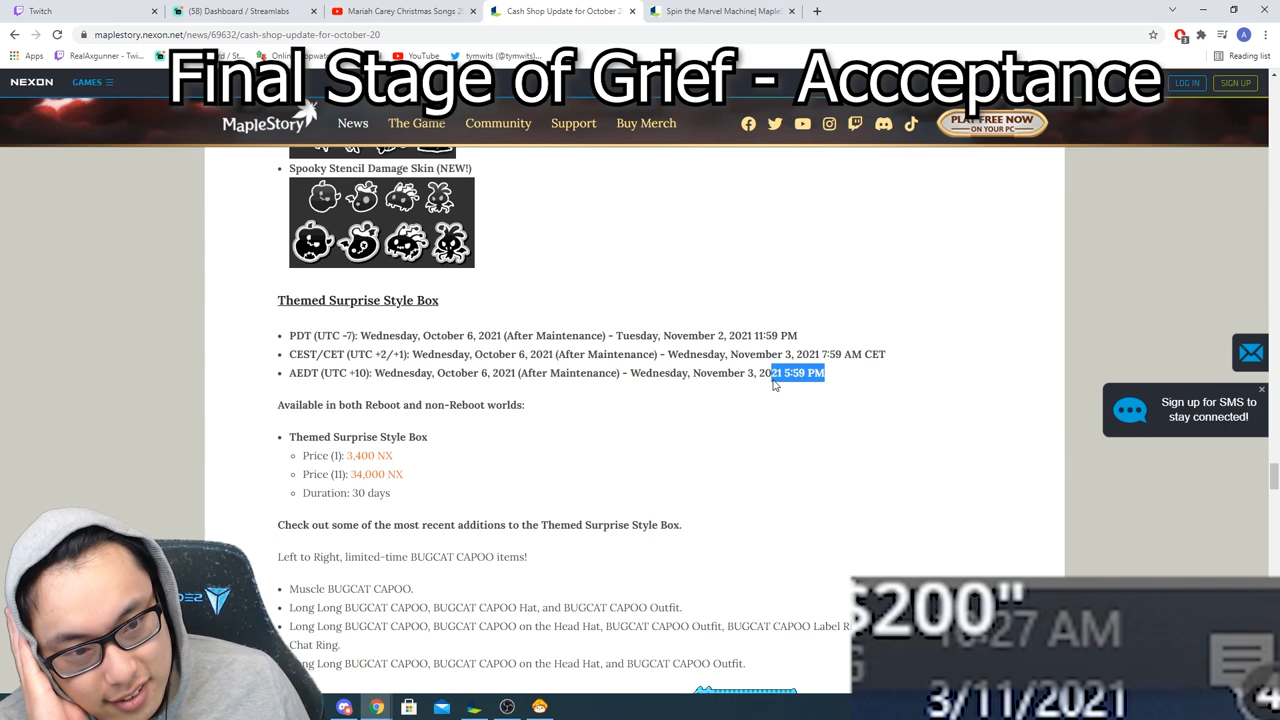 Twitch
(58) Dashboard / Streamlabs
Mariah Carey Christmas Songs 20
Cash Shop Update for October 2
Spin the Marvel Machine| Maple
maplestory.nexon.net/news/69632/cash-shop-update-for-october-20
Apps
RealAxgunner - Twi...
YouTube
tymwits (@tymwits)...
Reading list
Final Stage of Grief - Accceptance
NEXON
GAMES
LOG IN
SIGN UP
MapleStory
News
The Game
Community
Support
Buy Merch
PLAY FREE NOW
ON YOUR PC
Spooky Stencil Damage Skin (NEW!)
Themed Surprise Style Box
PDT (UTC -7): Wednesday, October 6, 2021 (After Maintenance) - Tuesday, November 2, 2021 11:59 PM
CEST/CET (UTC +2/+1): Wednesday, October 6, 2021 (After Maintenance) - Wednesday, November 3, 2021 7:59 AM CET
AEDT (UTC +10): Wednesday, October 6, 2021 (After Maintenance) - Wednesday, November 3, 2021 5:59 PM
Sign up for SMS to
stay connected!
Available in both Reboot and non-Reboot worlds:
Themed Surprise Style Box
Price (1): 3,400 NX
Price (11): 34,000 NX
Duration: 30 days
Check out some of the most recent additions to the Themed Surprise Style Box.
Left to Right, limited-time BUGCAT CAPOO items!
Muscle BUGCAT CAPOO.
Long Long BUGCAT CAPOO, BUGCAT CAPOO Hat, and BUGCAT CAPOO Outfit.
Long Long BUGCAT CAPOO, BUGCAT CAPOO on the Head Hat, BUGCAT CAPOO Outfit, BUGCAT CAPOO Label R
Chat Ring.
Long BUGCAT CAPOO, BUGCAT CAPOO on the Head Hat, and BUGCAT CAPOO Outfit.
$200"
:27 AM
3/11/2021
4